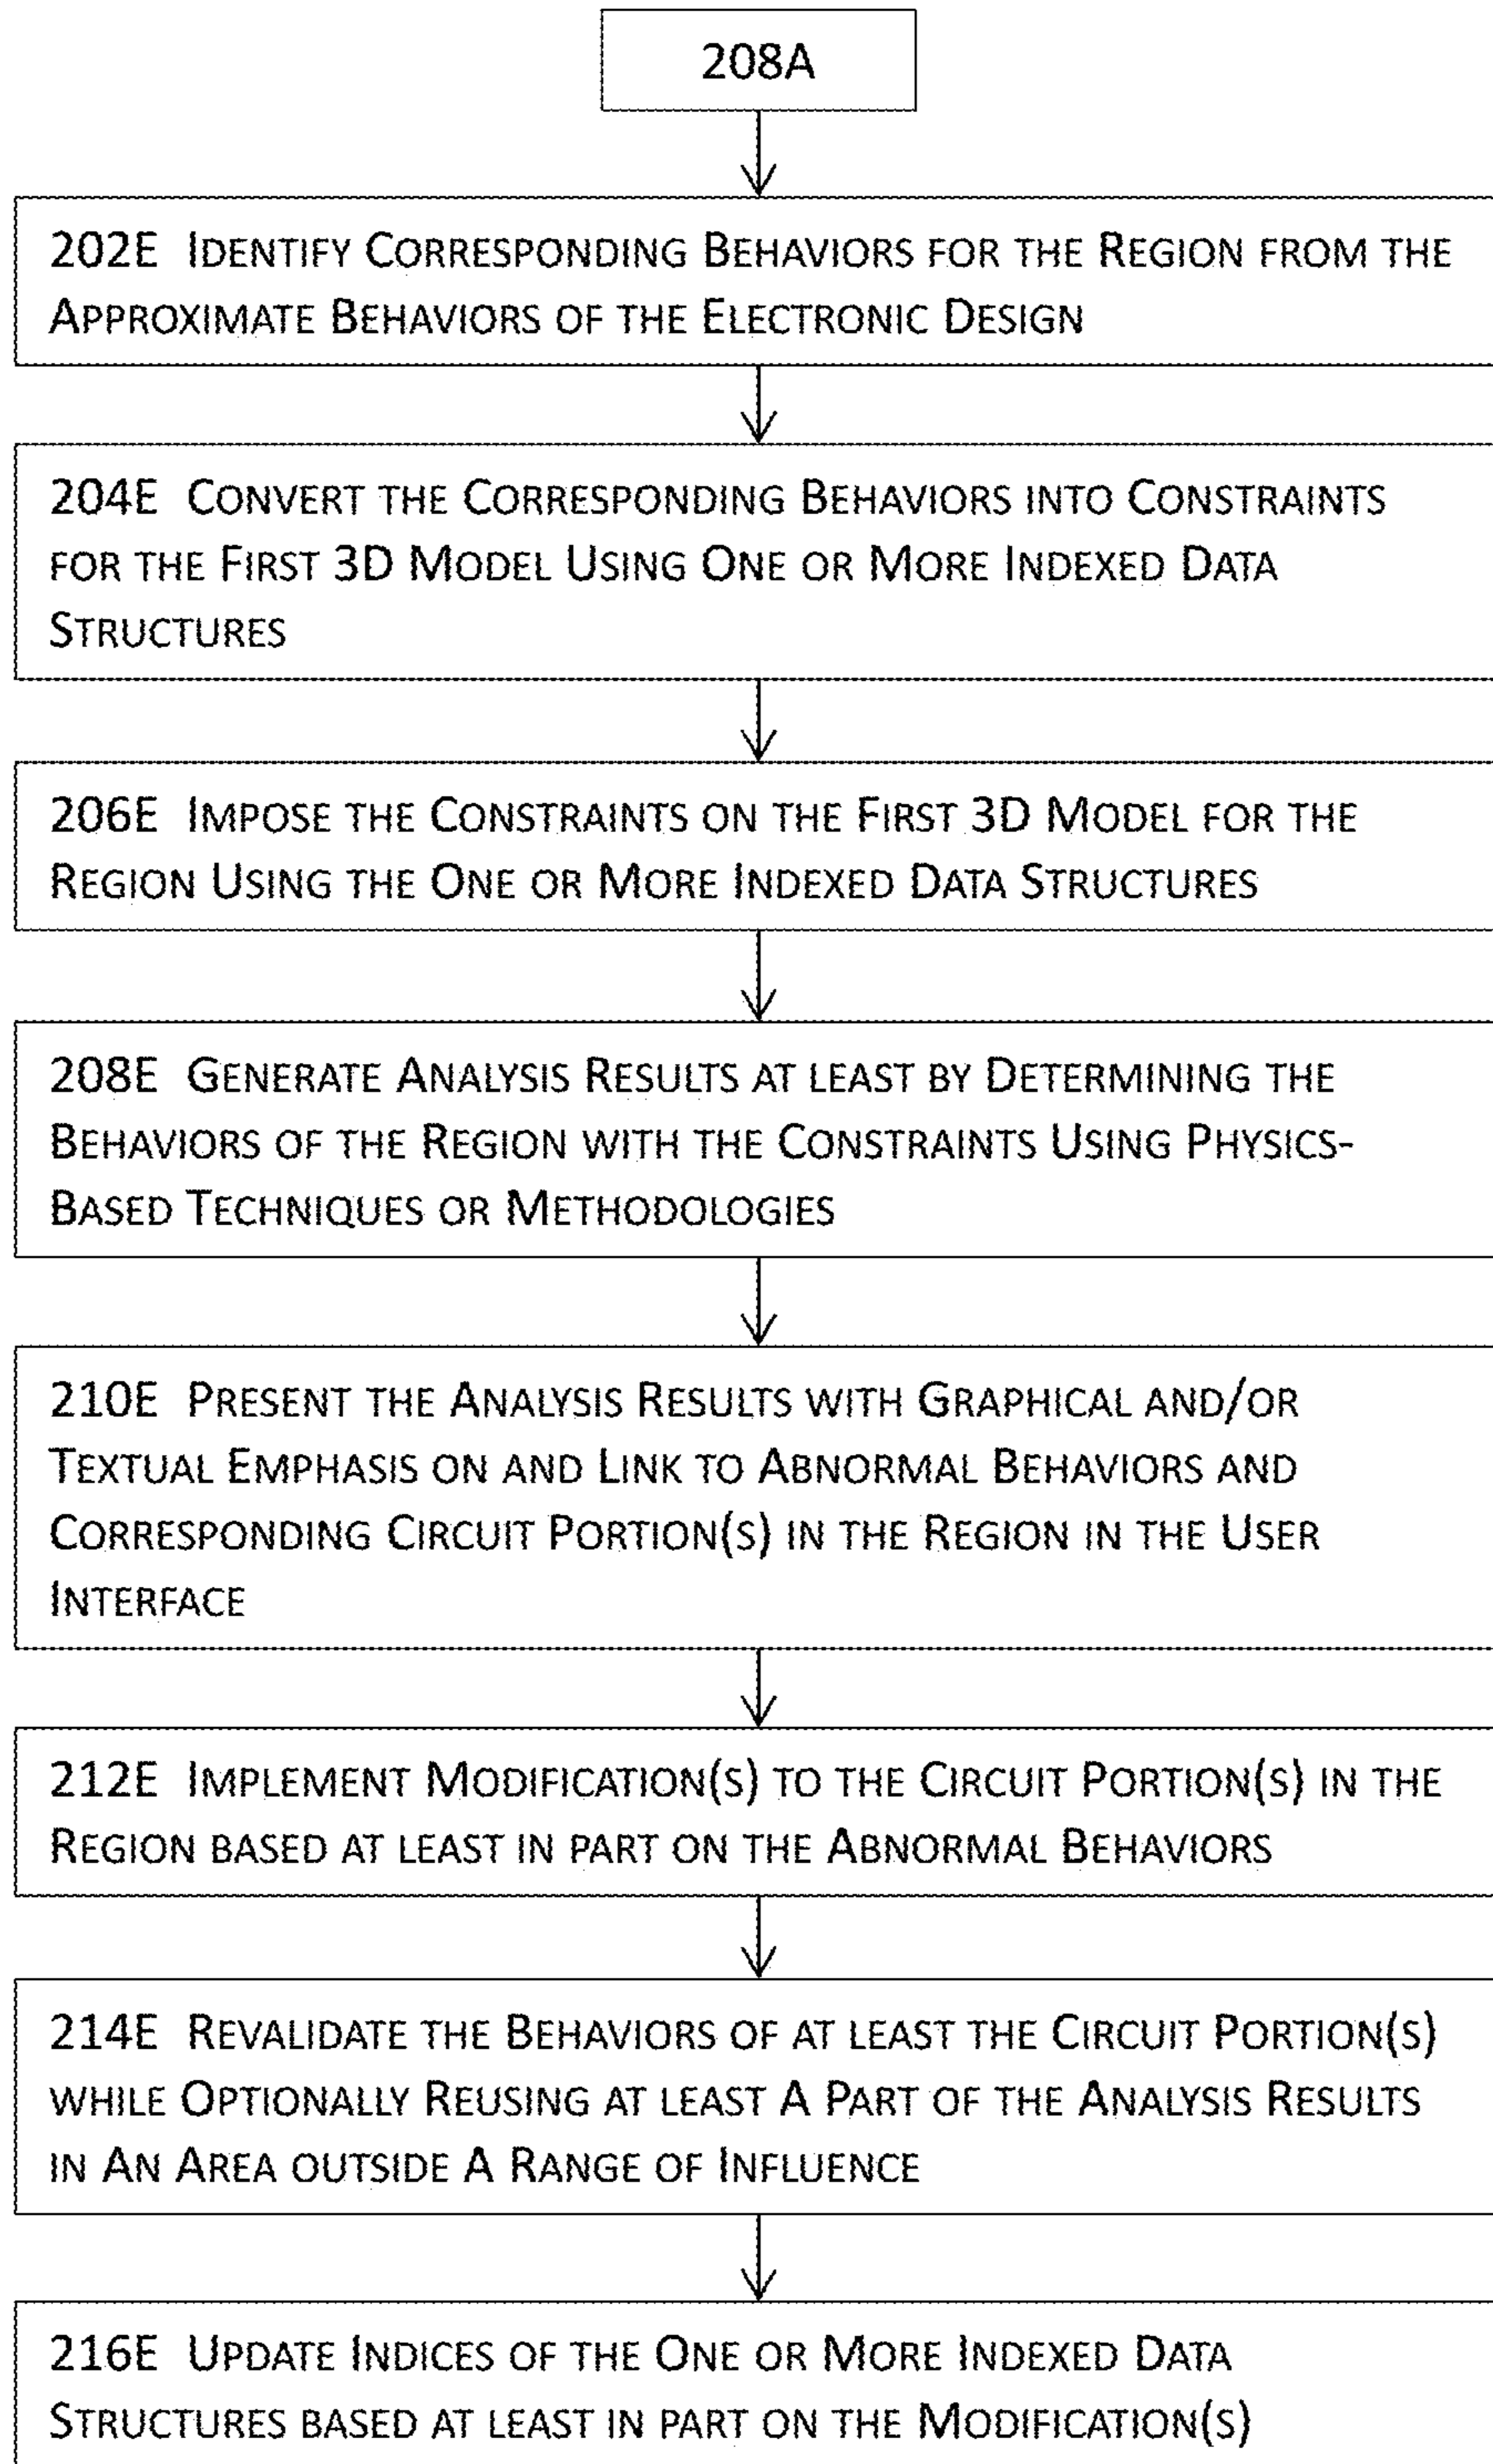 208A
202E IDENTIFY CORRESPONDING BEHAVIORS FOR THE REGION FROM THE
APPROXIMATE BEHAVIORS OF THE ELECTRONIC DESIGN
204E CONVERT THE CORRESPONDING BEHAVIORS INTO CONSTRAINTS
FOR THE FIRST 3D MODEL USING ONE OR MORE INDEXED DATA
STRUCTURES
206E IMPOSE THE CONSTRAINTS ON THE FIRST 3D MODEL FOR THE
REGION USING THE ONE OR MORE INDEXED DATA STRUCTURES
208E GENERATE ANALYSIS RESULTS AT LEAST BY DETERMINING THE
BEHAVIORS OF THE REGION WITH THE CONSTRAINTS USING PHYSICS-
BASED TECHNIQUES OR METHODOLOGIES
210E PRESENT THE ANALYSIS RESULTS WITH GRAPHICAL AND/OR
TEXTUAL EMPHASIS ON AND LINK TO ABNORMAL BEHAVIORS AND
CORRESPONDING CIRCUIT PORTION(S) IN THE REGION IN THE USER
INTERFACE
212E IMPLEMENT MODIFICATION(S) TO THE CIRCUIT PORTION(S) IN THE
REGION BASED AT LEAST IN PART ON THE ABNORMAL BEHAVIORS
214E REVALIDATE THE BEHAVIORS OF AT LEAST THE CIRCUIT PORTION(S)
WHILE OPTIONALLY REUSING AT LEAST A PART OF THE ANALYSIS RESULTS
IN AN AREA OUTSIDE A RANGE OF INFLUENCE
216E UPDATE INDICES OF THE ONE OR MORE INDEXED DATA
STRUCTURES BASED AT LEAST IN PART ON THE MODIFICATION(S)